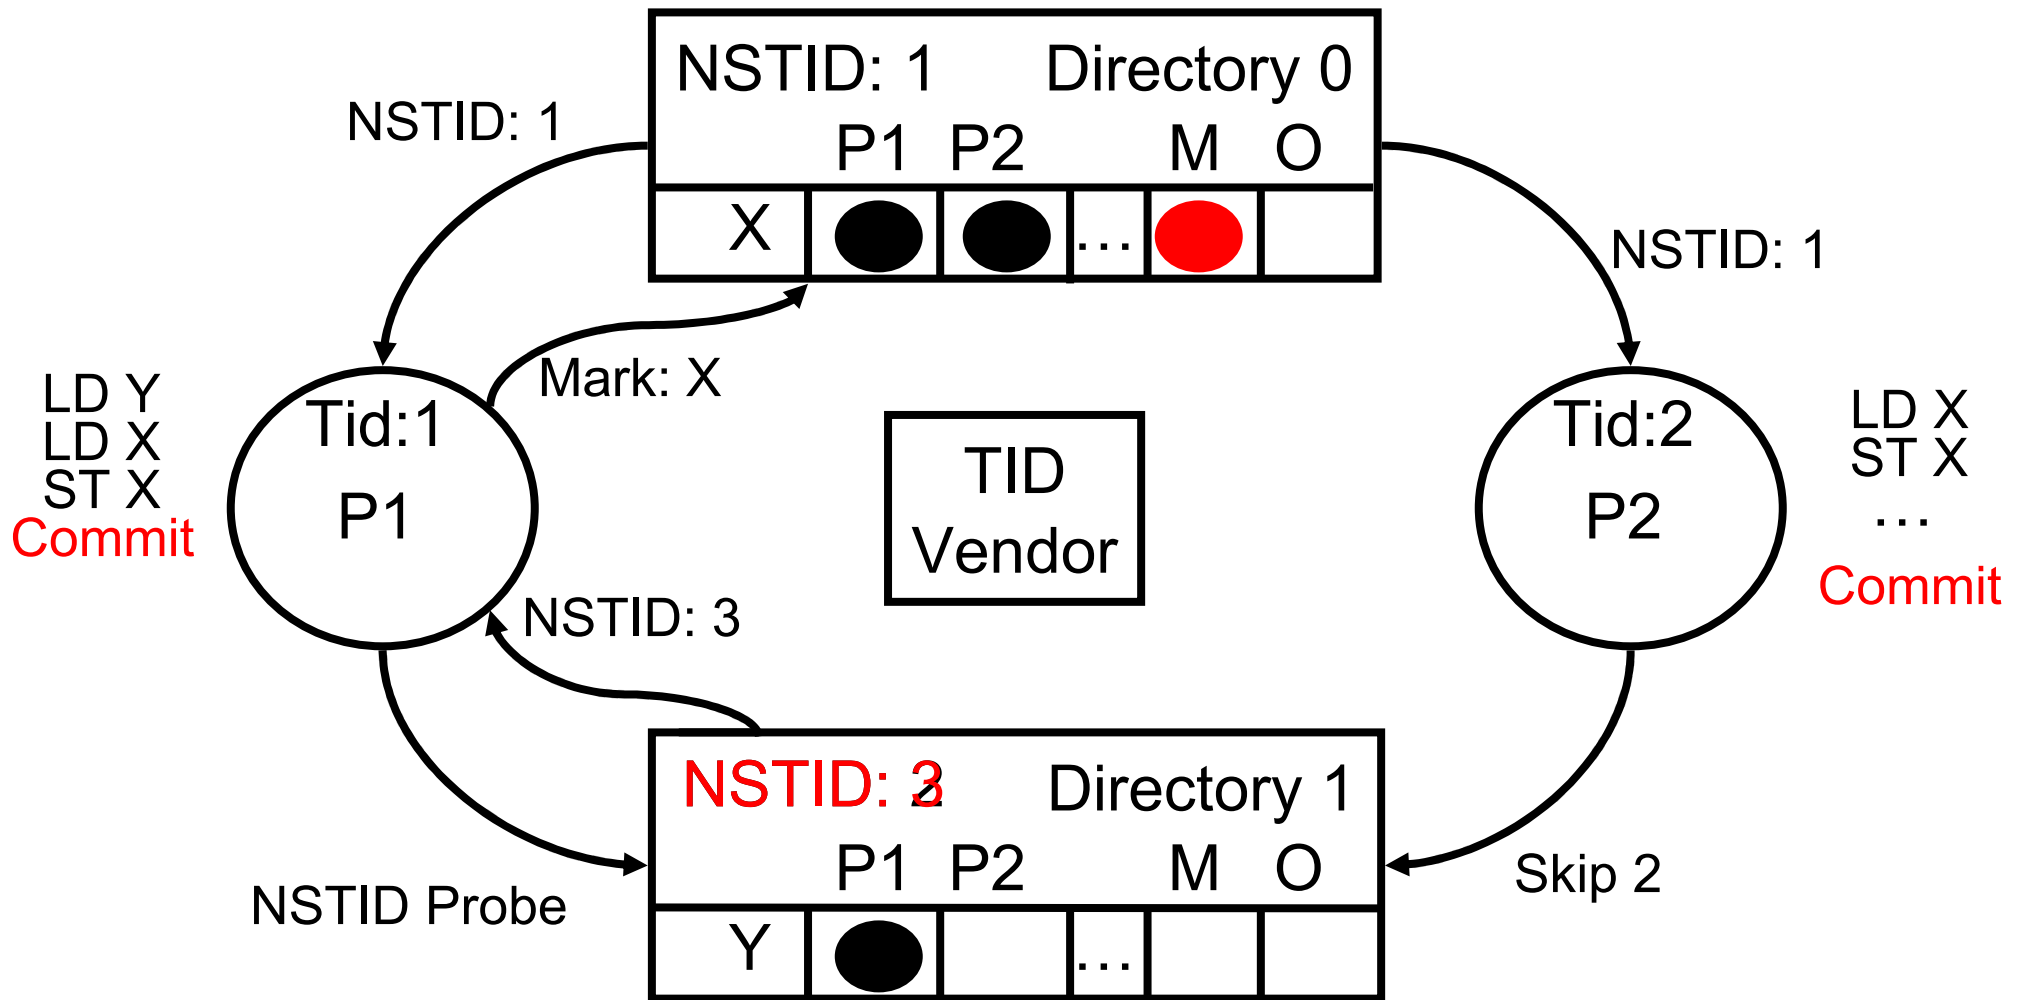 NSTID: 1 Directory 0
P1 P2 M O
X ...
NSTID: 1
NSTID: 1
Mark: X
LD Y
LD X
ST X
Commit
Tid:1
P1
TID
Vendor
Tid:2
P2
LD X
ST X
...
Commit
NSTID: 3
NSTID Probe
Skip 2
NSTID: 3 Directory 1
P1 P2 M O
Y ...